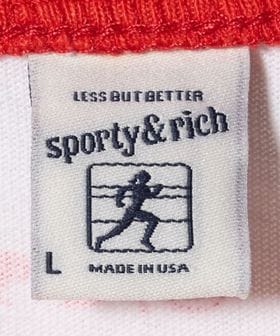 LESS BUT BETTER
sporty&rich
L
MADE IN USA